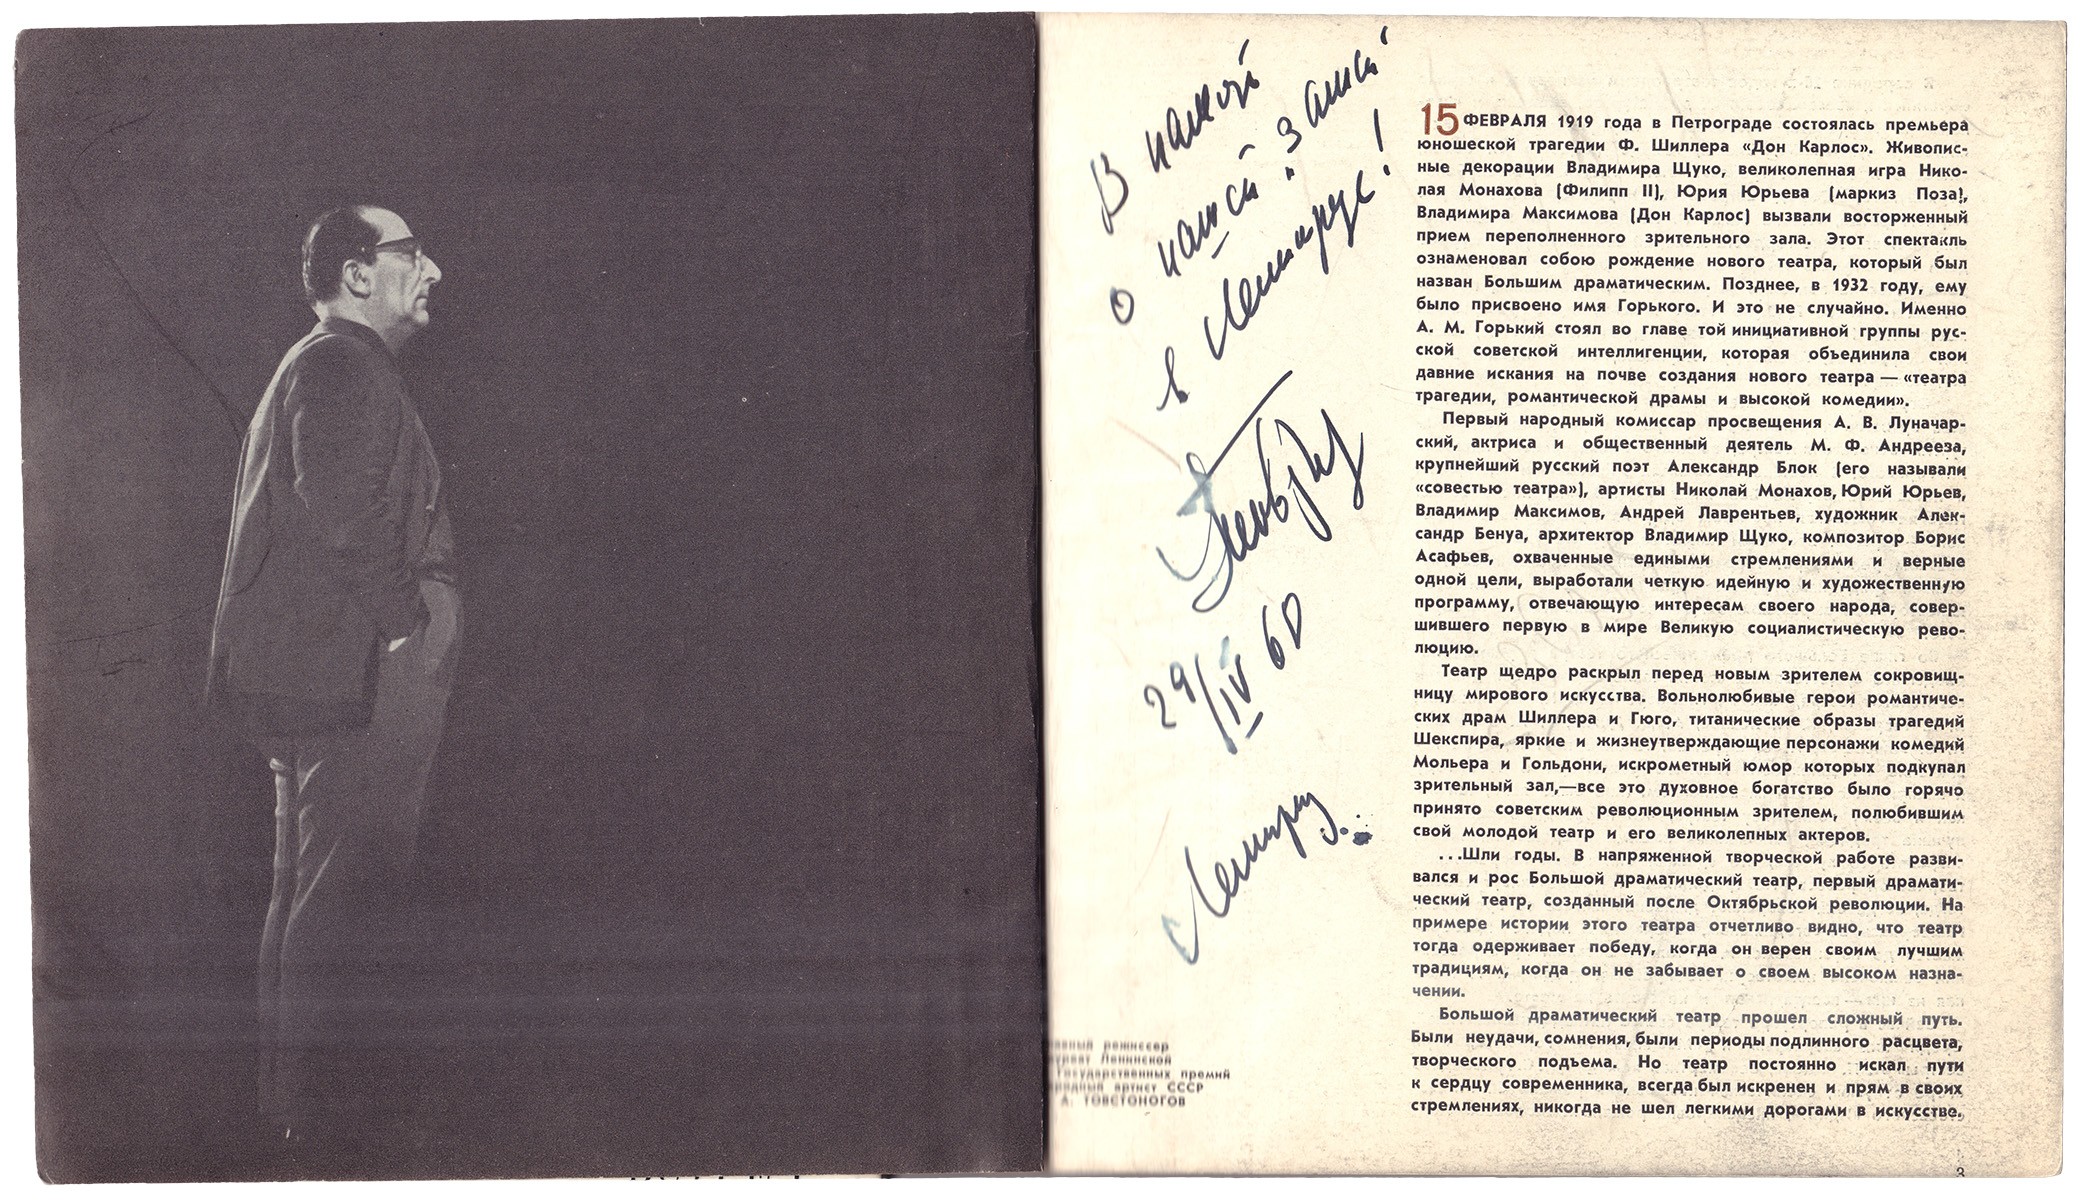 В
о нашей
в
29/IV 60
авный режиссер
уреат Ленинской
Государственных премий
родный артист СССР
А. ТОВСТОНОГОВ
15 ФЕВРАЛЯ 1919 года в Петрограде состоялась премьера
юношеской трагедии Ф. Шиллера «Дон Карлос». Живопис-
ные декорации Владимира Щуко, великолепная игра Нико-
лая Монахова (Филипп II), Юрия Юрьева (маркиз Поза),
Владимира Максимова (Дон Карлос) вызвали восторженный
прием переполненного зрительного зала. Этот спектакль
ознаменовал собою рождение нового театра, который был
назван Большим драматическим. Позднее, в 1932 году, ему
было присвоено имя Горького. И это не случайно. Именно
А. М. Горький стоял во главе той инициативной группы рус-
ской советской интеллигенции, которая объединила свои
давние искания на почве создания нового театра — «театра
трагедии, романтической драмы и высокой комедии».
Первый народный комиссар просвещения А. В. Луначар-
ский, актриса и общественный деятель М. Ф. Андреева,
крупнейший русский поэт Александр Блок (его называли
«совестью театра»), артисты Николай Монахов, Юрий Юрьев,
Владимир Максимов, Андрей Лаврентьев, художник Алек-
сандр Бенуа, архитектор Владимир Щуко, композитор Борис
Асафьев, охваченные едиными стремлениями и верные
одной цели, выработали четкую идейную и художественную
программу, отвечающую интересам своего народа, совер-
шившего первую в мире Великую социалистическую рево-
люцию.
Театр щедро раскрыл перед новым зрителем сокровищ-
ницу мирового искусства. Вольнолюбивые герои романтиче-
ских драм Шиллера и Гюго, титанические образы трагедий
Шекспира, яркие и жизнеутверждающие персонажи комедий
Мольера и Гольдони, искрометный юмор которых подкупал
зрительный зал,—все это духовное богатство было горячо
принято советским революционным зрителем, полюбившим
свой молодой театр и его великолепных актеров.
...Шли годы. В напряженной творческой работе разви-
вался и рос Большой драматический театр, первый драмати-
ческий театр, созданный после Октябрьской революции. На
примере истории этого театра отчетливо видно, что театр
тогда одерживает победу, когда он верен своим лучшим
традициям, когда он не забывает о своем высоком назна-
чении.
Большой драматический театр прошел сложный путь.
Были неудачи, сомнения, были периоды подлинного расцвета,
творческого подъема. Но театр постоянно искал пути
к сердцу современника, всегда был искренен и прям в своих
стремлениях, никогда не шел легкими дорогами в искусстве.
3